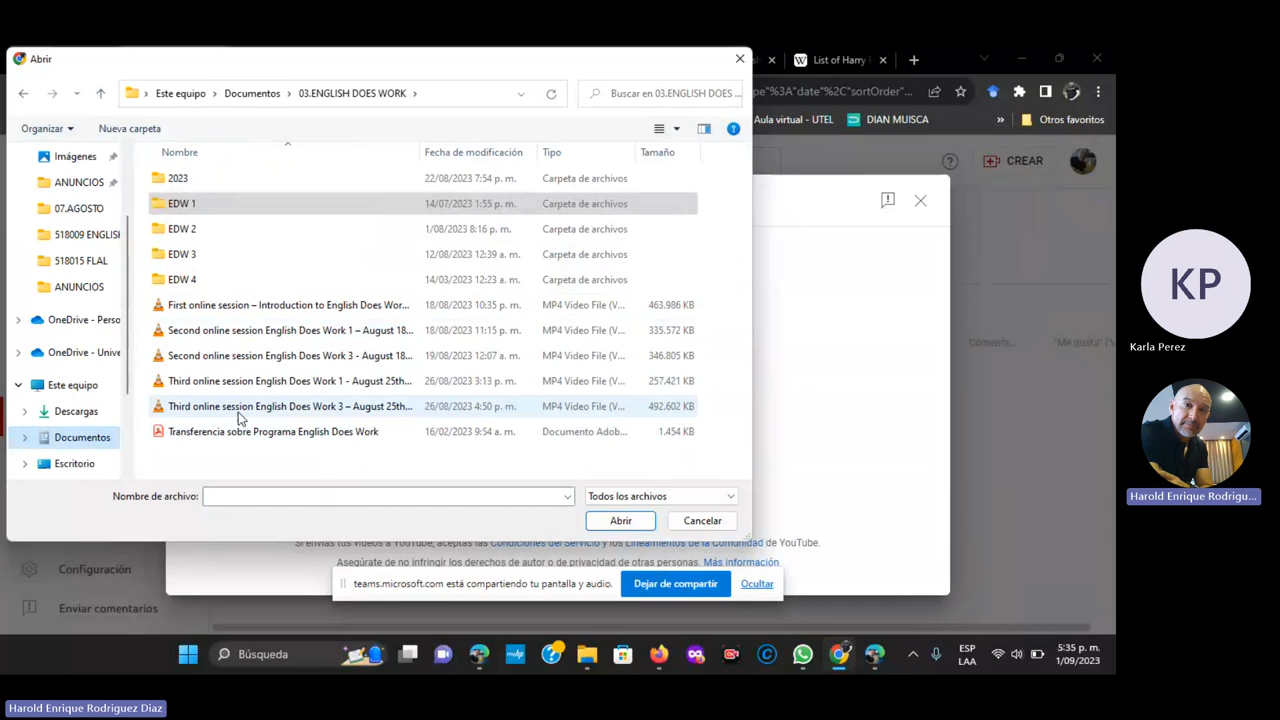 Abrir
List of Harry
Este equipo > Documentos > 03.ENGLISH DOES WORK >
Buscar en 03.ENGLISH DOES ...
pe"%3A"date"%2C"sortOrder"...
Organizar
Nueva carpeta
Aula virtual - UTEL
DIAN MUISCA
»
Otros favoritos
Nombre
Fecha de modificación
Tipo
Tamaño
CREAR
Imágenes
ANUNCIOS
07.AGOSTO
518009 ENGLISH
518015 FLAL
ANUNCIOS
OneDrive - Perso
OneDrive - Unive
Este equipo
Descargas
Documentos
Escritorio
2023 22/08/2023 7:54 p. m. Carpeta de archivos
EDW 1 14/07/2023 1:55 p. m. Carpeta de archivos
EDW 2 1/08/2023 8:16 p. m. Carpeta de archivos
EDW 3 12/08/2023 12:39 a. m. Carpeta de archivos
EDW 4 14/03/2023 12:23 a. m. Carpeta de archivos
First online session – Introduction to English Does Wor... 18/08/2023 10:35 p. m. MP4 Video File (V... 463.986 KB
Second online session English Does Work 1 – August 18... 18/08/2023 11:15 p. m. MP4 Video File (V... 335.572 KB
Second online session English Does Work 3 - August 18... 19/08/2023 12:07 a. m. MP4 Video File (V... 346.805 KB
Third online session English Does Work 1 - August 25th... 26/08/2023 3:13 p. m. MP4 Video File (V... 257.421 KB
Third online session English Does Work 3 – August 25th... 26/08/2023 4:50 p. m. MP4 Video File (V... 492.602 KB
Transferencia sobre Programa English Does Work 16/02/2023 9:54 a. m. Documento Adob... 1.454 KB
Coments...
"Me gusta" (%
Nombre de archivo:
Todos los archivos
Abrir
Cancelar
Si envías tus videos a YouTube, aceptas las Condiciones del Servicio y los Lineamientos de la Comunidad de YouTube.
Asegúrate de no infringir los derechos de autor o de privacidad de otras personas. Más información
Configuración
Enviar comentarios
teams.microsoft.com está compartiendo tu pantalla y audio.
Dejar de compartir
Ocultar
Búsqueda
ESP
LAA
5:35 p. m.
1/09/2023
KP
Karla Perez
Harold Enrique Rodrigu...
Harold Enrique Rodriguez Diaz